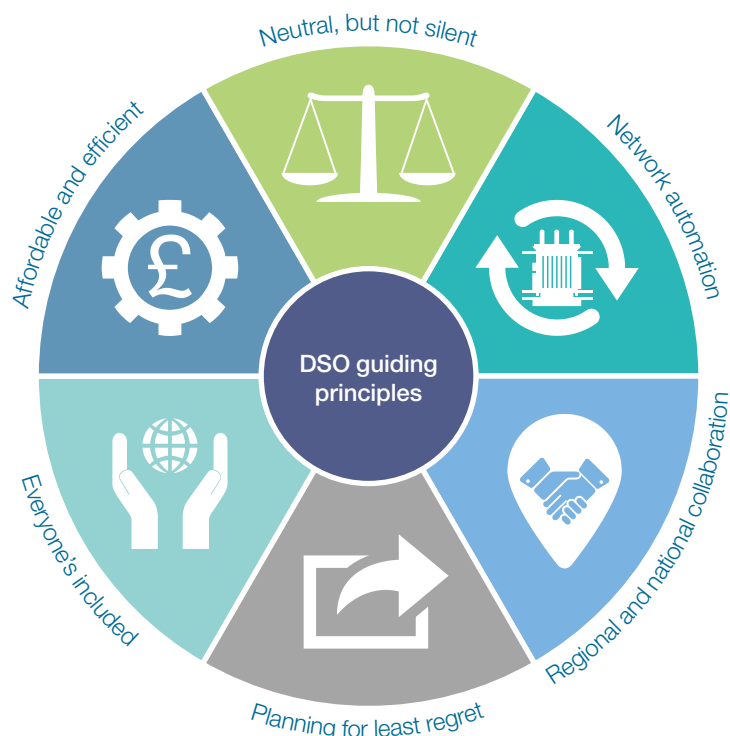 Neutral, but not silent
Network automation
Regional and national collaboration
Planning for least regret
Everyone's included
Affordable and efficient
£
DSO guiding
principles